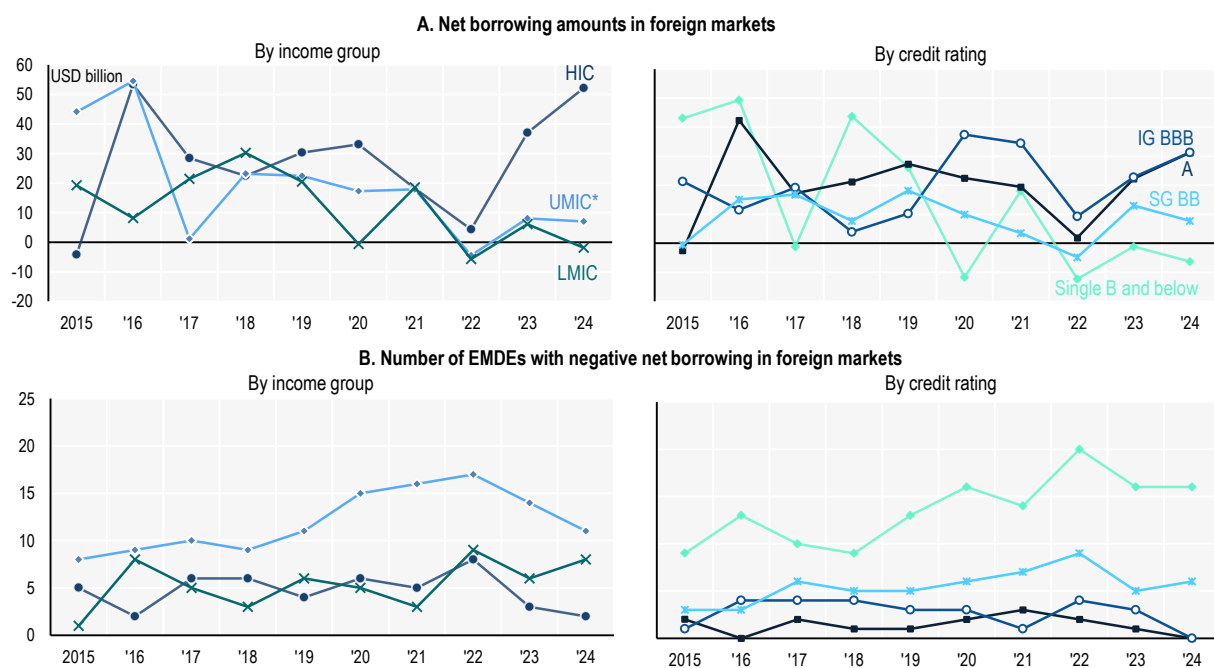 A. Net borrowing amounts in foreign markets
By income group
By credit rating
60
50
40
30
20
10
0
-10
-20
USD billion
HIC
UMIC*
LMIC
2015 '16 '17 '18 '19 '20 '21 '22 '23 '24
IG BBB
A
SG BB
Single B and below
2015 '16 '17 '18 '19 '20 '21 '22 '23 '24
B. Number of EMDEs with negative net borrowing in foreign markets
By income group
By credit rating
25
20
15
10
5
0
2015 '16 '17 '18 '19 '20 '21 '22 '23 '24
2015 '16 '17 '18 '19 '20 '21 '22 '23 '24